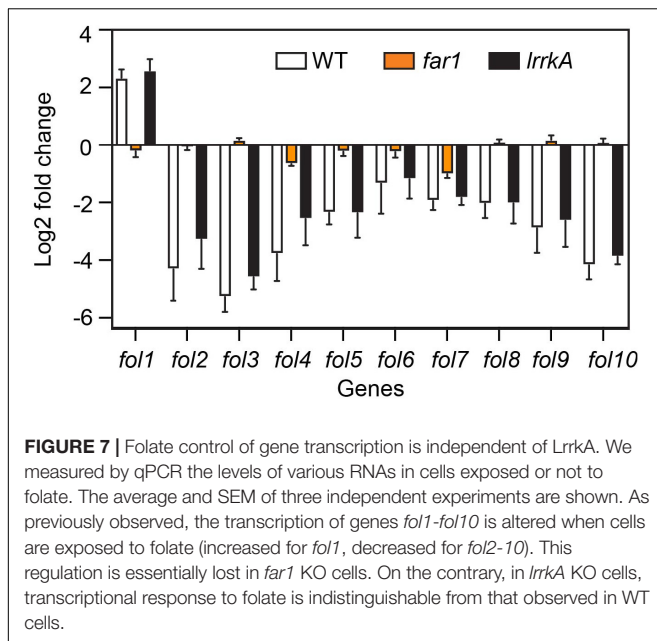 4
2
0
-2
-4
-6
Log2 fold change
WT
far1
lrrkA
fol1 fol2 fol3 fol4 fol5 fol6 fol7 fol8 fol9 fol10
Genes
FIGURE 7 | Folate control of gene transcription is independent of LrrkA. We
measured by qPCR the levels of various RNAs in cells exposed or not to
folate. The average and SEM of three independent experiments are shown. As
previously observed, the transcription of genes fol1-fol10 is altered when cells
are exposed to folate (increased for fol1, decreased for fol2-10). This
regulation is essentially lost in far1 KO cells. On the contrary, in lrrkA KO cells,
transcriptional response to folate is indistinguishable from that observed in WT
cells.